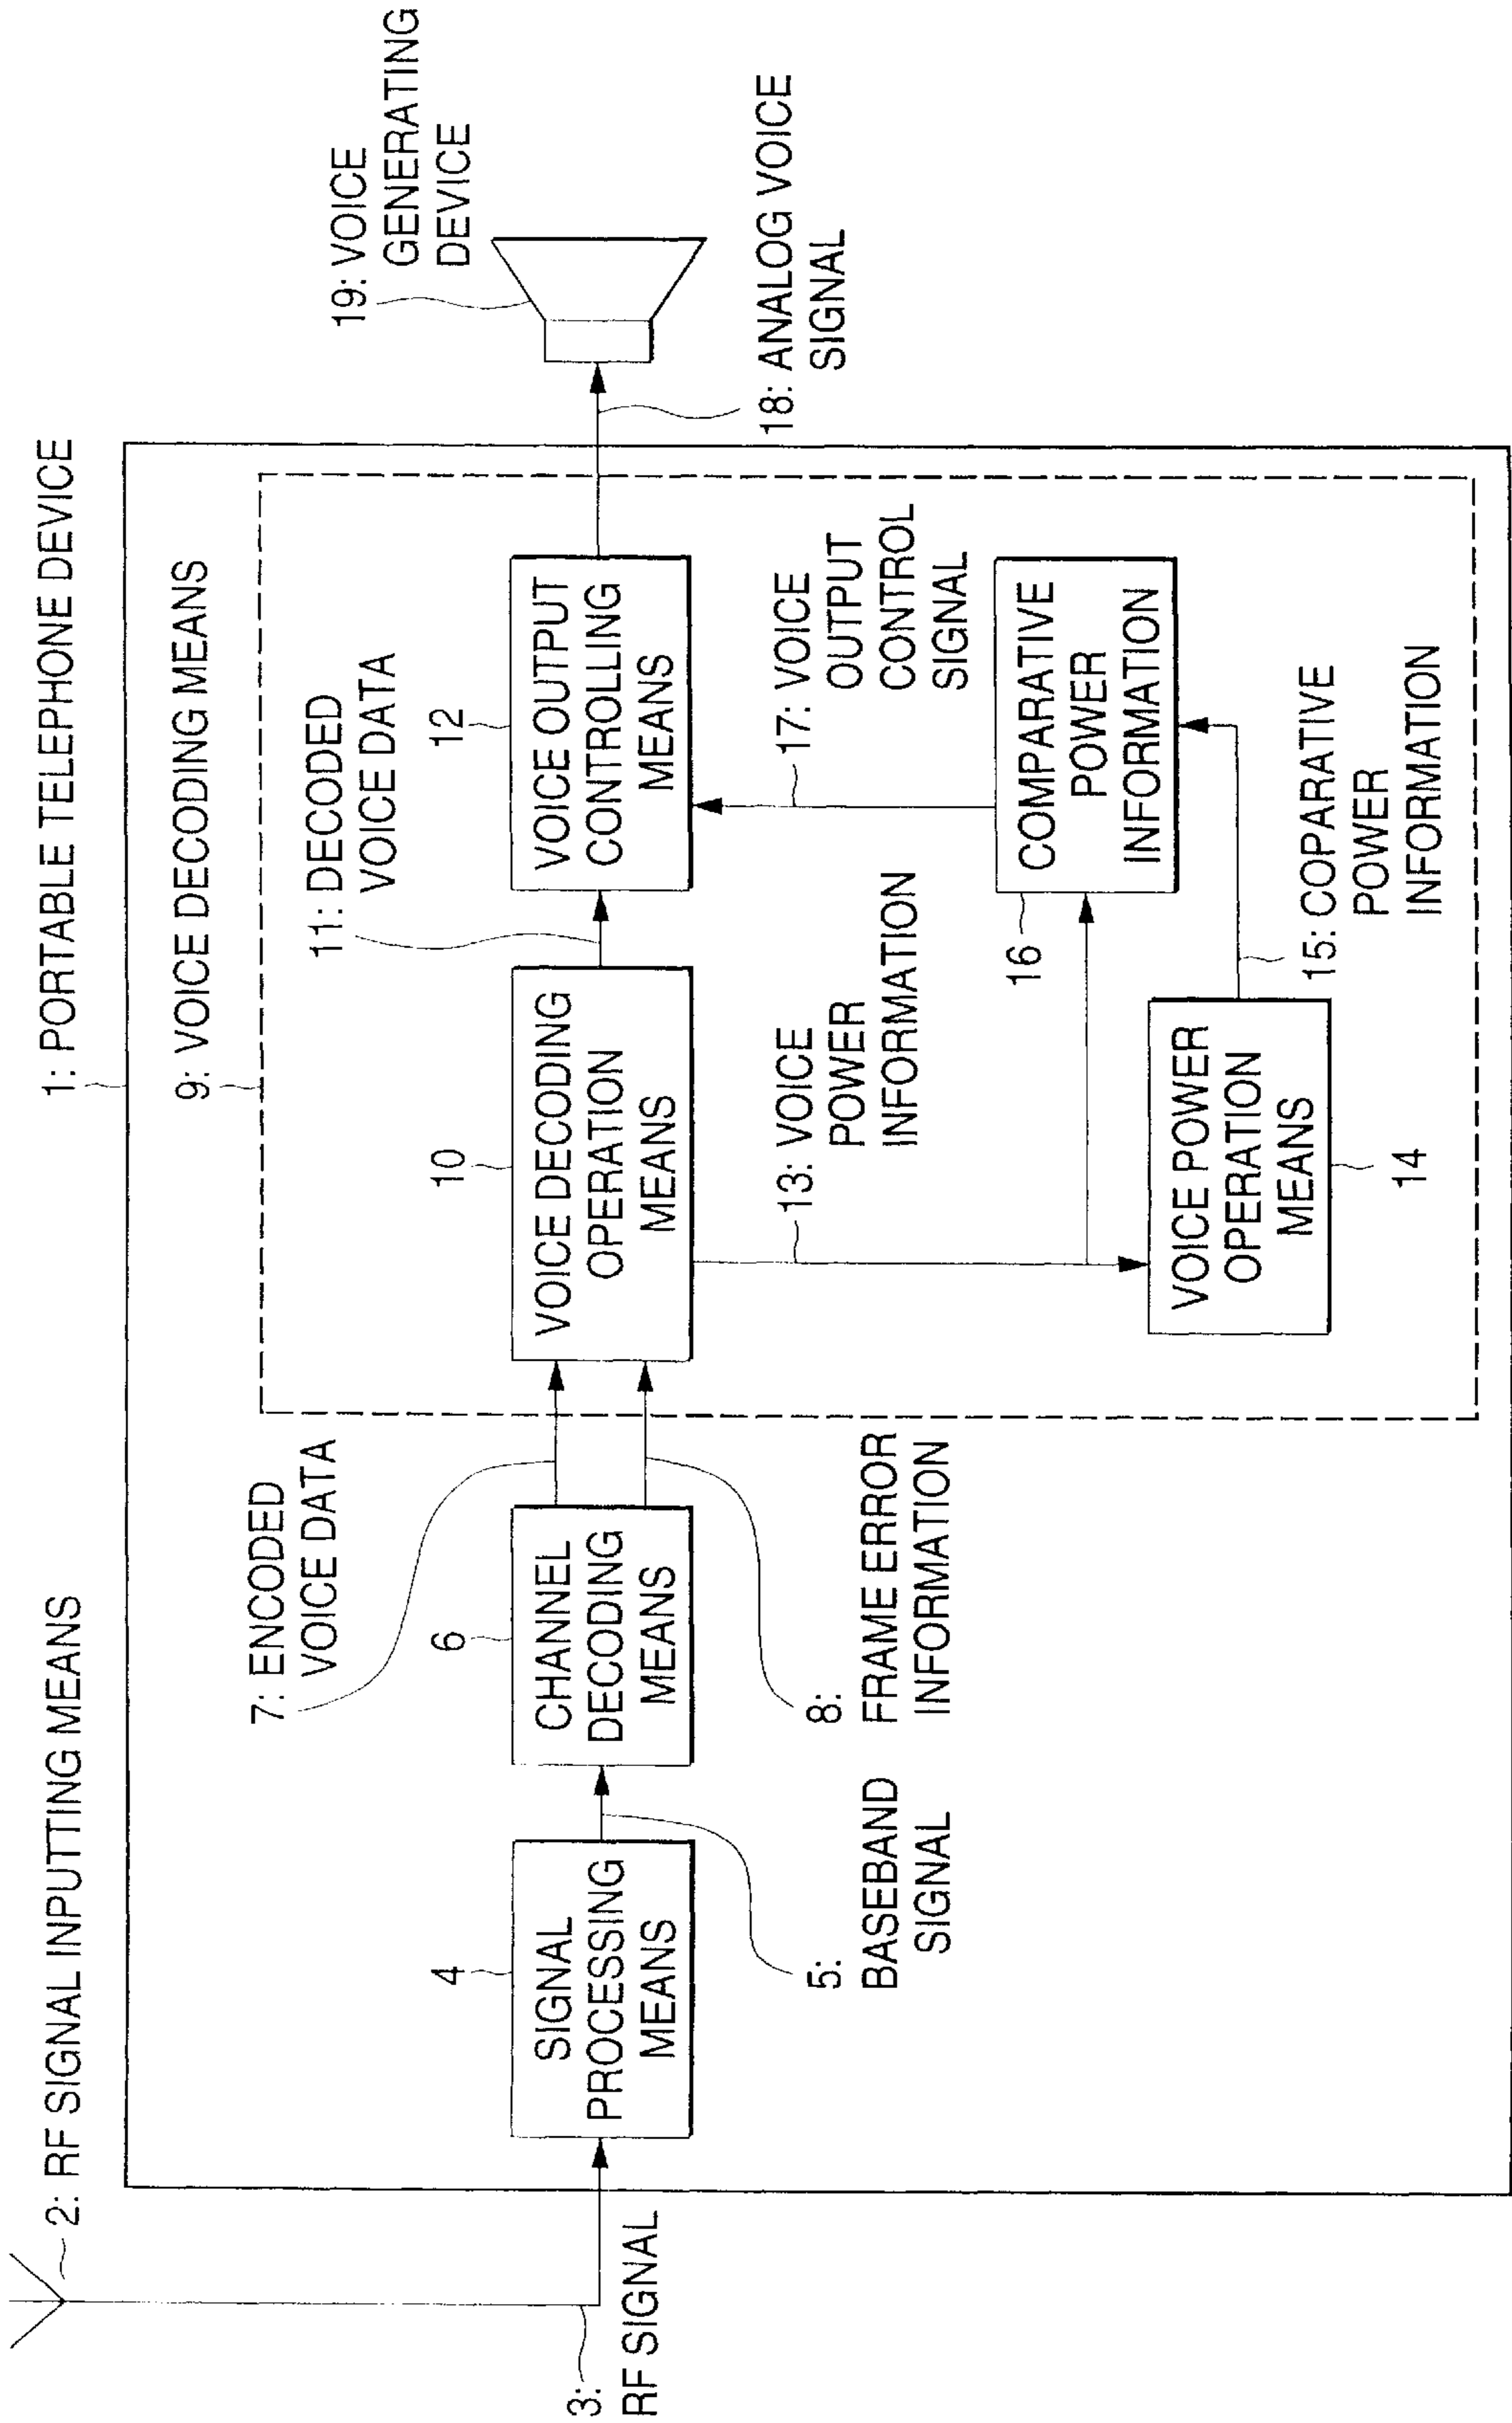 1: PORTABLE TELEPHONE DEVICE
2: RF SIGNAL INPUTTING MEANS
9: VOICE DECODING MEANS
3:
RF SIGNAL
4
SIGNAL
PROCESSING
MEANS
5:
BASEBAND
SIGNAL
6
CHANNEL
DECODING
MEANS
7: ENCODED
VOICE DATA
8:
FRAME ERROR
INFORMATION
10
VOICE DECODING
OPERATION
MEANS
11: DECODED
VOICE DATA
12
VOICE OUTPUT
CONTROLLING
MEANS
13: VOICE
POWER
INFORMATION
VOICE POWER
OPERATION
MEANS
14
15: COPARATIVE
POWER
INFORMATION
16
COMPARATIVE
POWER
INFORMATION
17: VOICE
OUTPUT
CONTROL
SIGNAL
18: ANALOG VOICE
SIGNAL
19: VOICE
GENERATING
DEVICE